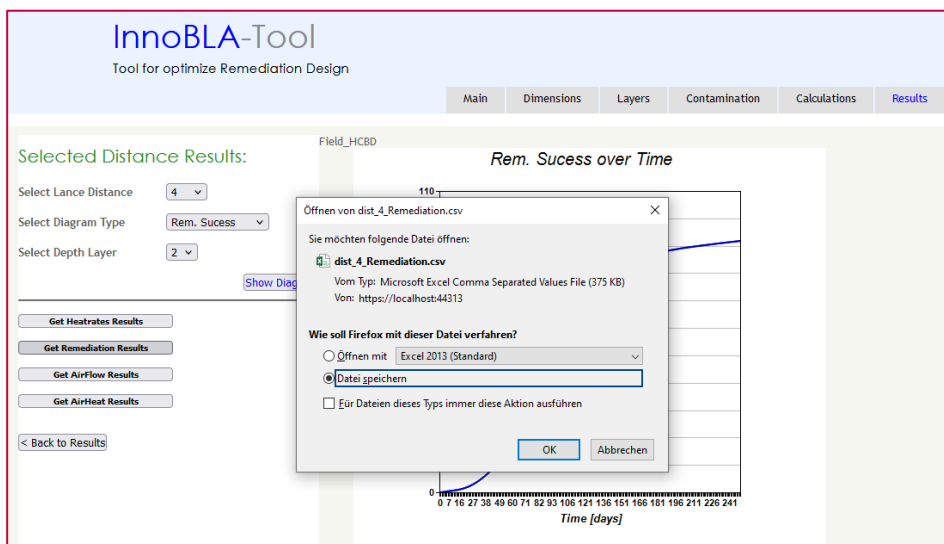 InnoBLA-Tool
Tool for optimize Remediation Design
Main Dimensions Layers Contamination Calculations Results
Selected Distance Results:
Select Lance Distance 4
Select Diagram Type Rem. Sucess
Select Depth Layer 2
Show Diag
Get Heatrates Results
Get Remediation Results
Get AirFlow Results
Get AirHeat Results
< Back to Results
Field_HCBD
Rem. Sucess over Time
110
Öffnen von dist_4_Remediation.csv
Sie möchten folgende Datei öffnen:
dist_4_Remediation.csv
Vom Typ: Microsoft Excel Comma Separated Values File (375 KB)
Von: https://localhost:44313
Wie soll Firefox mit dieser Datei verfahren?
Öffnen mit Excel 2013 (Standard)
Datei speichern
Für Dateien dieses Typs immer diese Aktion ausführen
OK Abbrechen
0
0 7 16 27 38 49 60 71 82 93 106 121 136 151 166 181 196 211 226 241
Time [days]